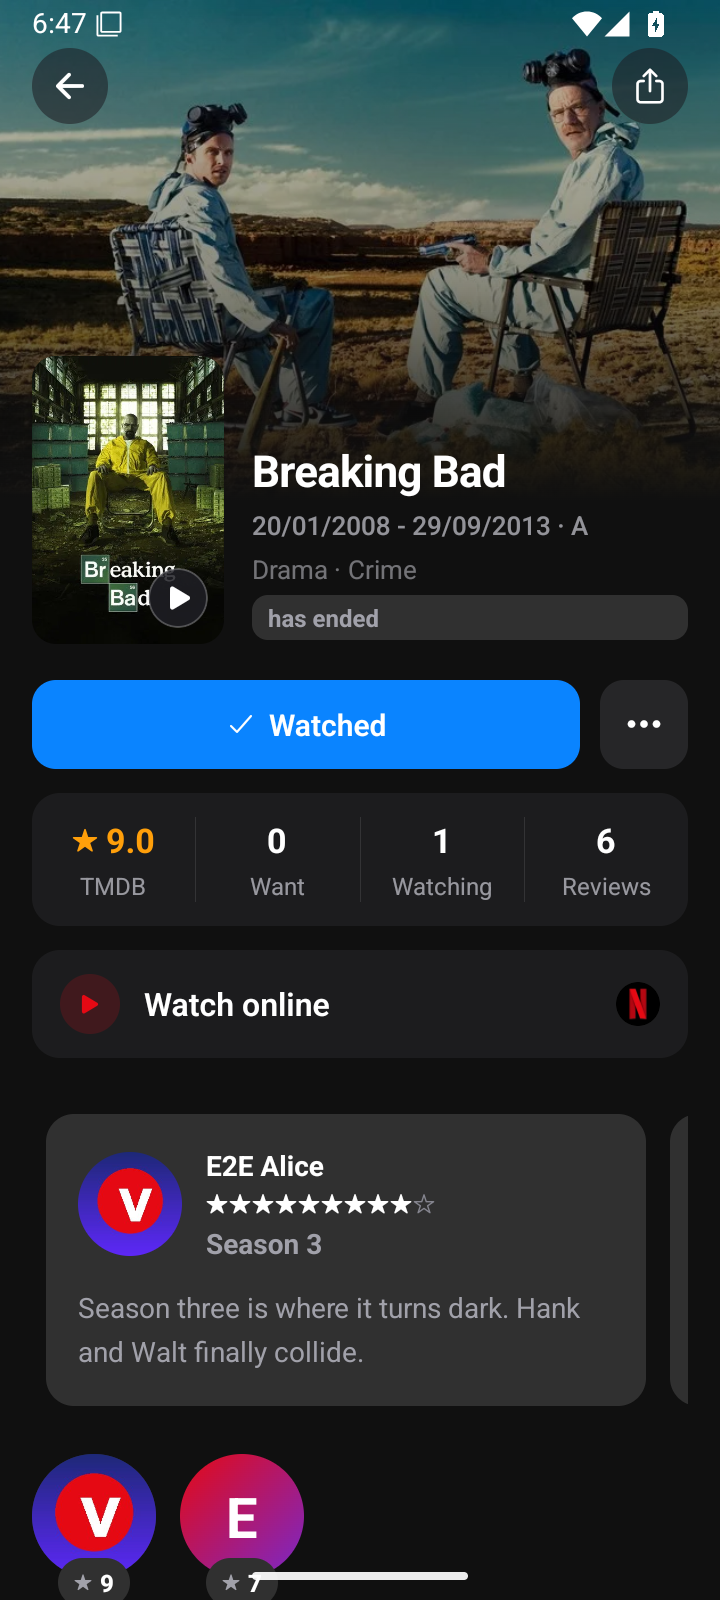 6:47
Breaking Bad
20/01/2008 - 29/09/2013 · A
Drama · Crime
has ended
Breaking
Bad
Watched
★ 9.0
TMDB
0
Want
1
Watching
6
Reviews
Watch online
N
V
E2E Alice
★★★★★★★★★☆
Season 3
Season three is where it turns dark. Hank
and Walt finally collide.
V
E
★ 9
★ 7